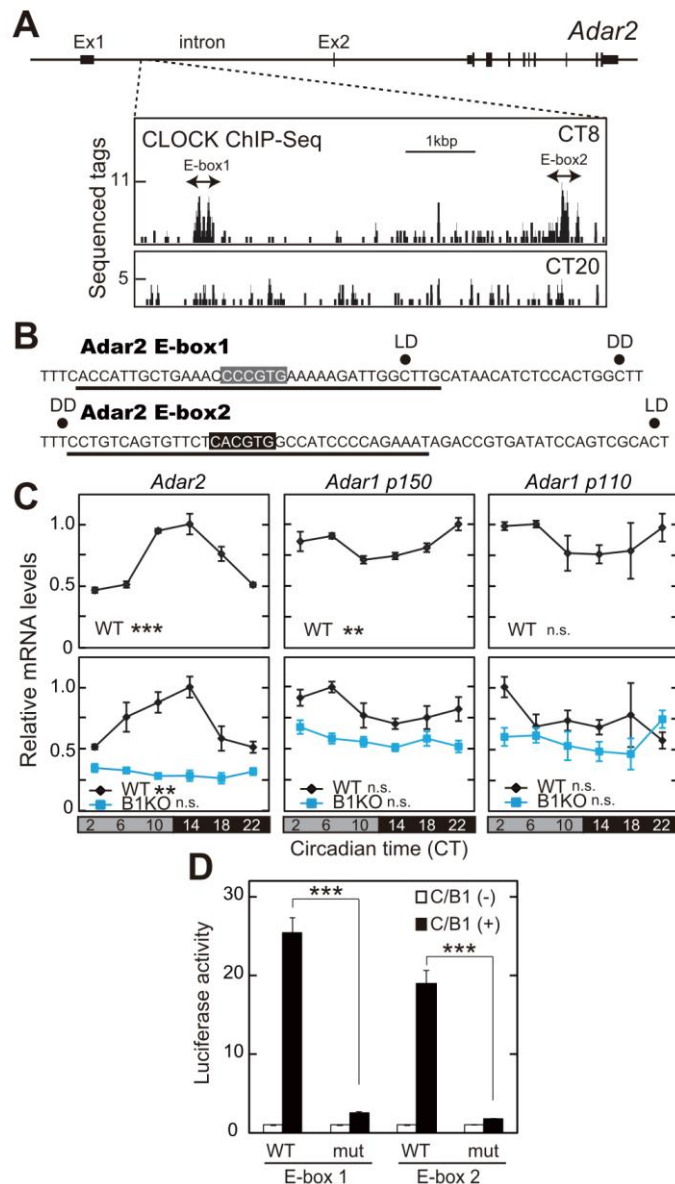 A
Adar2
Ex1 intron Ex2
CLOCK ChIP-Seq 1kbp CT8
E-box1 E-box2
11
Sequenced tags
5 CT20
B
Adar2 E-box1 LD DD
TTTCACCATTGCTGAAACCCCGTGAAAAAGATTGGCTTGCATAACATCTCCACTGGCTT
DD Adar2 E-box2 LD
TTTCCTGTCAGTGTTCTCACGTGGCCATCCCCAGAAATAGACCGTGATATCCAGTCGCACT
C
Adar2 Adar1 p150 Adar1 p110
Relative mRNA levels
1.0
0.5
0
WT *** WT ** WT n.s.
1.0
0.5
0
WT ** WT n.s. WT n.s.
B1KO n.s. B1KO n.s. B1KO n.s.
2 6 10 14 18 22 2 6 10 14 18 22 2 6 10 14 18 22
Circadian time (CT)
D
Luciferase activity
30
20
10
0
*** C/B1 (-)
C/B1 (+)
***
WT mut WT mut
E-box 1 E-box 2